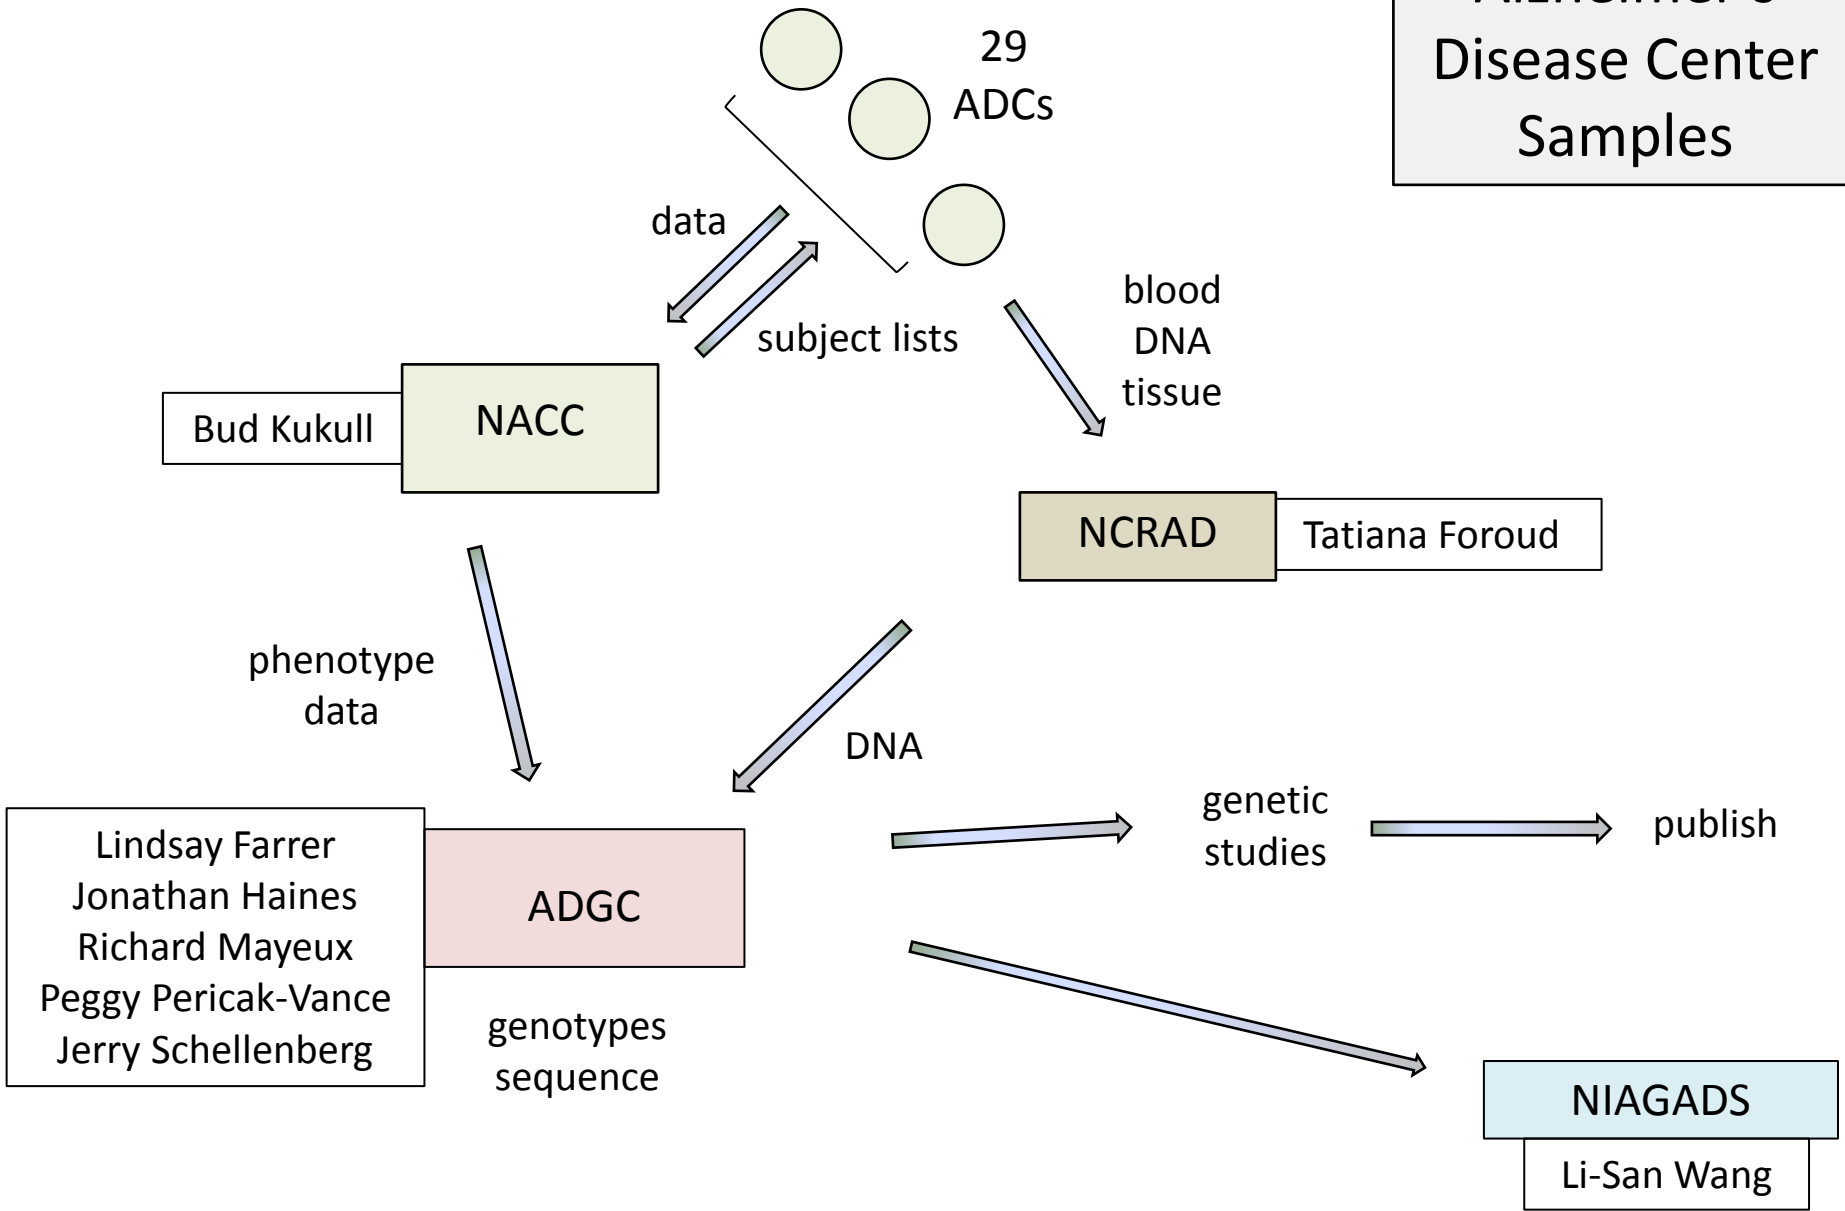 29
ADCs
Disease Center
Samples
data
subject lists
blood
DNA
tissue
Bud Kukull
NACC
NCRAD
Tatiana Foroud
phenotype
data
DNA
Lindsay Farrer
Jonathan Haines
Richard Mayeux
Peggy Pericak-Vance
Jerry Schellenberg
ADGC
genotypes
sequence
genetic
studies
publish
NIAGADS
Li-San Wang